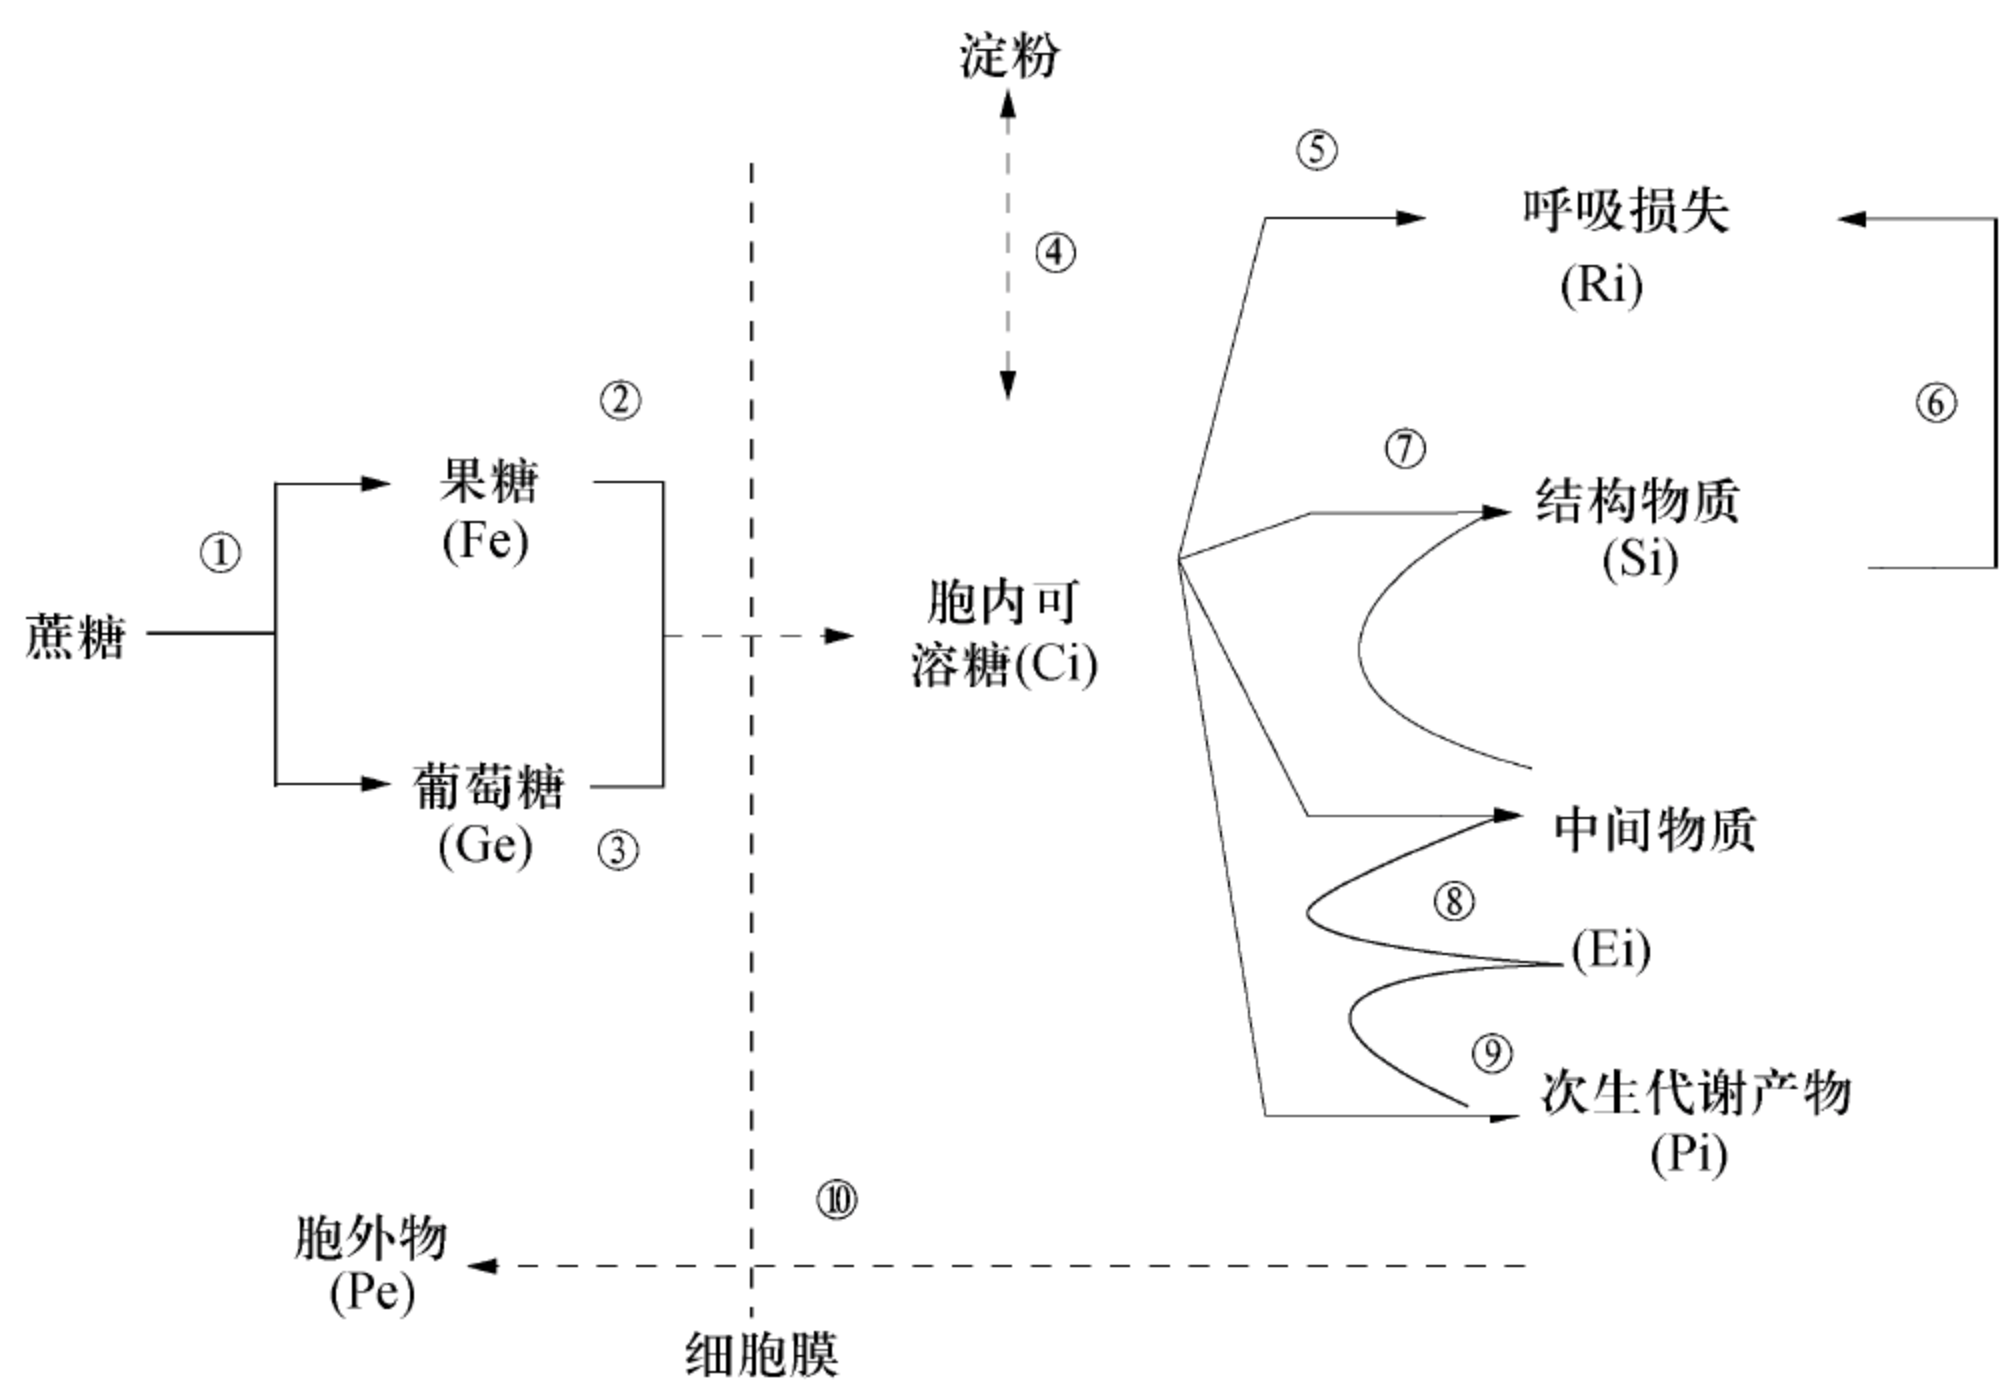 淀粉
⑤
呼吸损失
(Ri)
④
②
⑥
⑦
果糖
(Fe)
结构物质
(Si)
①
蔗糖
胞内可
溶糖(Ci)
葡萄糖
(Ge)
③
中间物质
⑧
(Ei)
⑨
次生代谢产物
(Pi)
⑩
胞外物
(Pe)
细胞膜